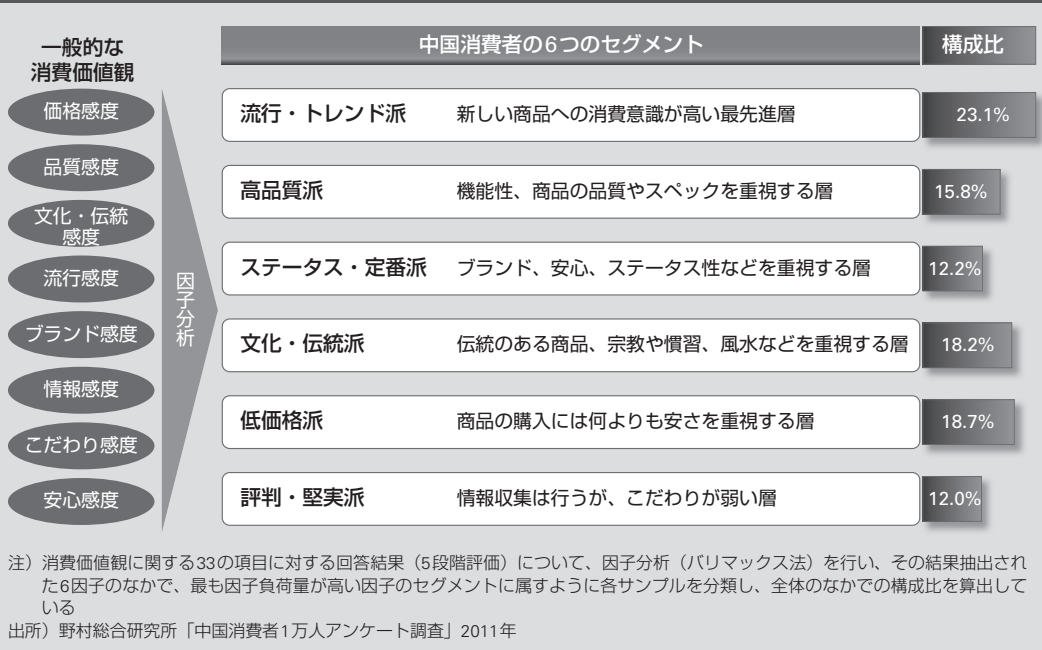 一般的な
消費価値観
中国消費者の6つのセグメント
構成比
価格感度
品質感度
文化・伝統
感度
流行感度
ブランド感度
情報感度
こだわり感度
安心感度
因子分析
流行・トレンド派 新しい商品への消費意識が高い最先進層 23.1%
高品質派 機能性、商品の品質やスペックを重視する層 15.8%
ステータス・定番派 ブランド、安心、ステータス性などを重視する層 12.2%
文化・伝統派 伝統のある商品、宗教や慣習、風水などを重視する層 18.2%
低価格派 商品の購入には何よりも安さを重視する層 18.7%
評判・堅実派 情報収集は行うが、こだわりが弱い層 12.0%
注）消費価値観に関する33の項目に対する回答結果（5段階評価）について、因子分析（バリマックス法）を行い、その結果抽出され
た6因子のなかで、最も因子負荷量が高い因子のセグメントに属すように各サンプルを分類し、全体のなかでの構成比を算出して
いる
出所）野村総合研究所「中国消費者1万人アンケート調査」2011年